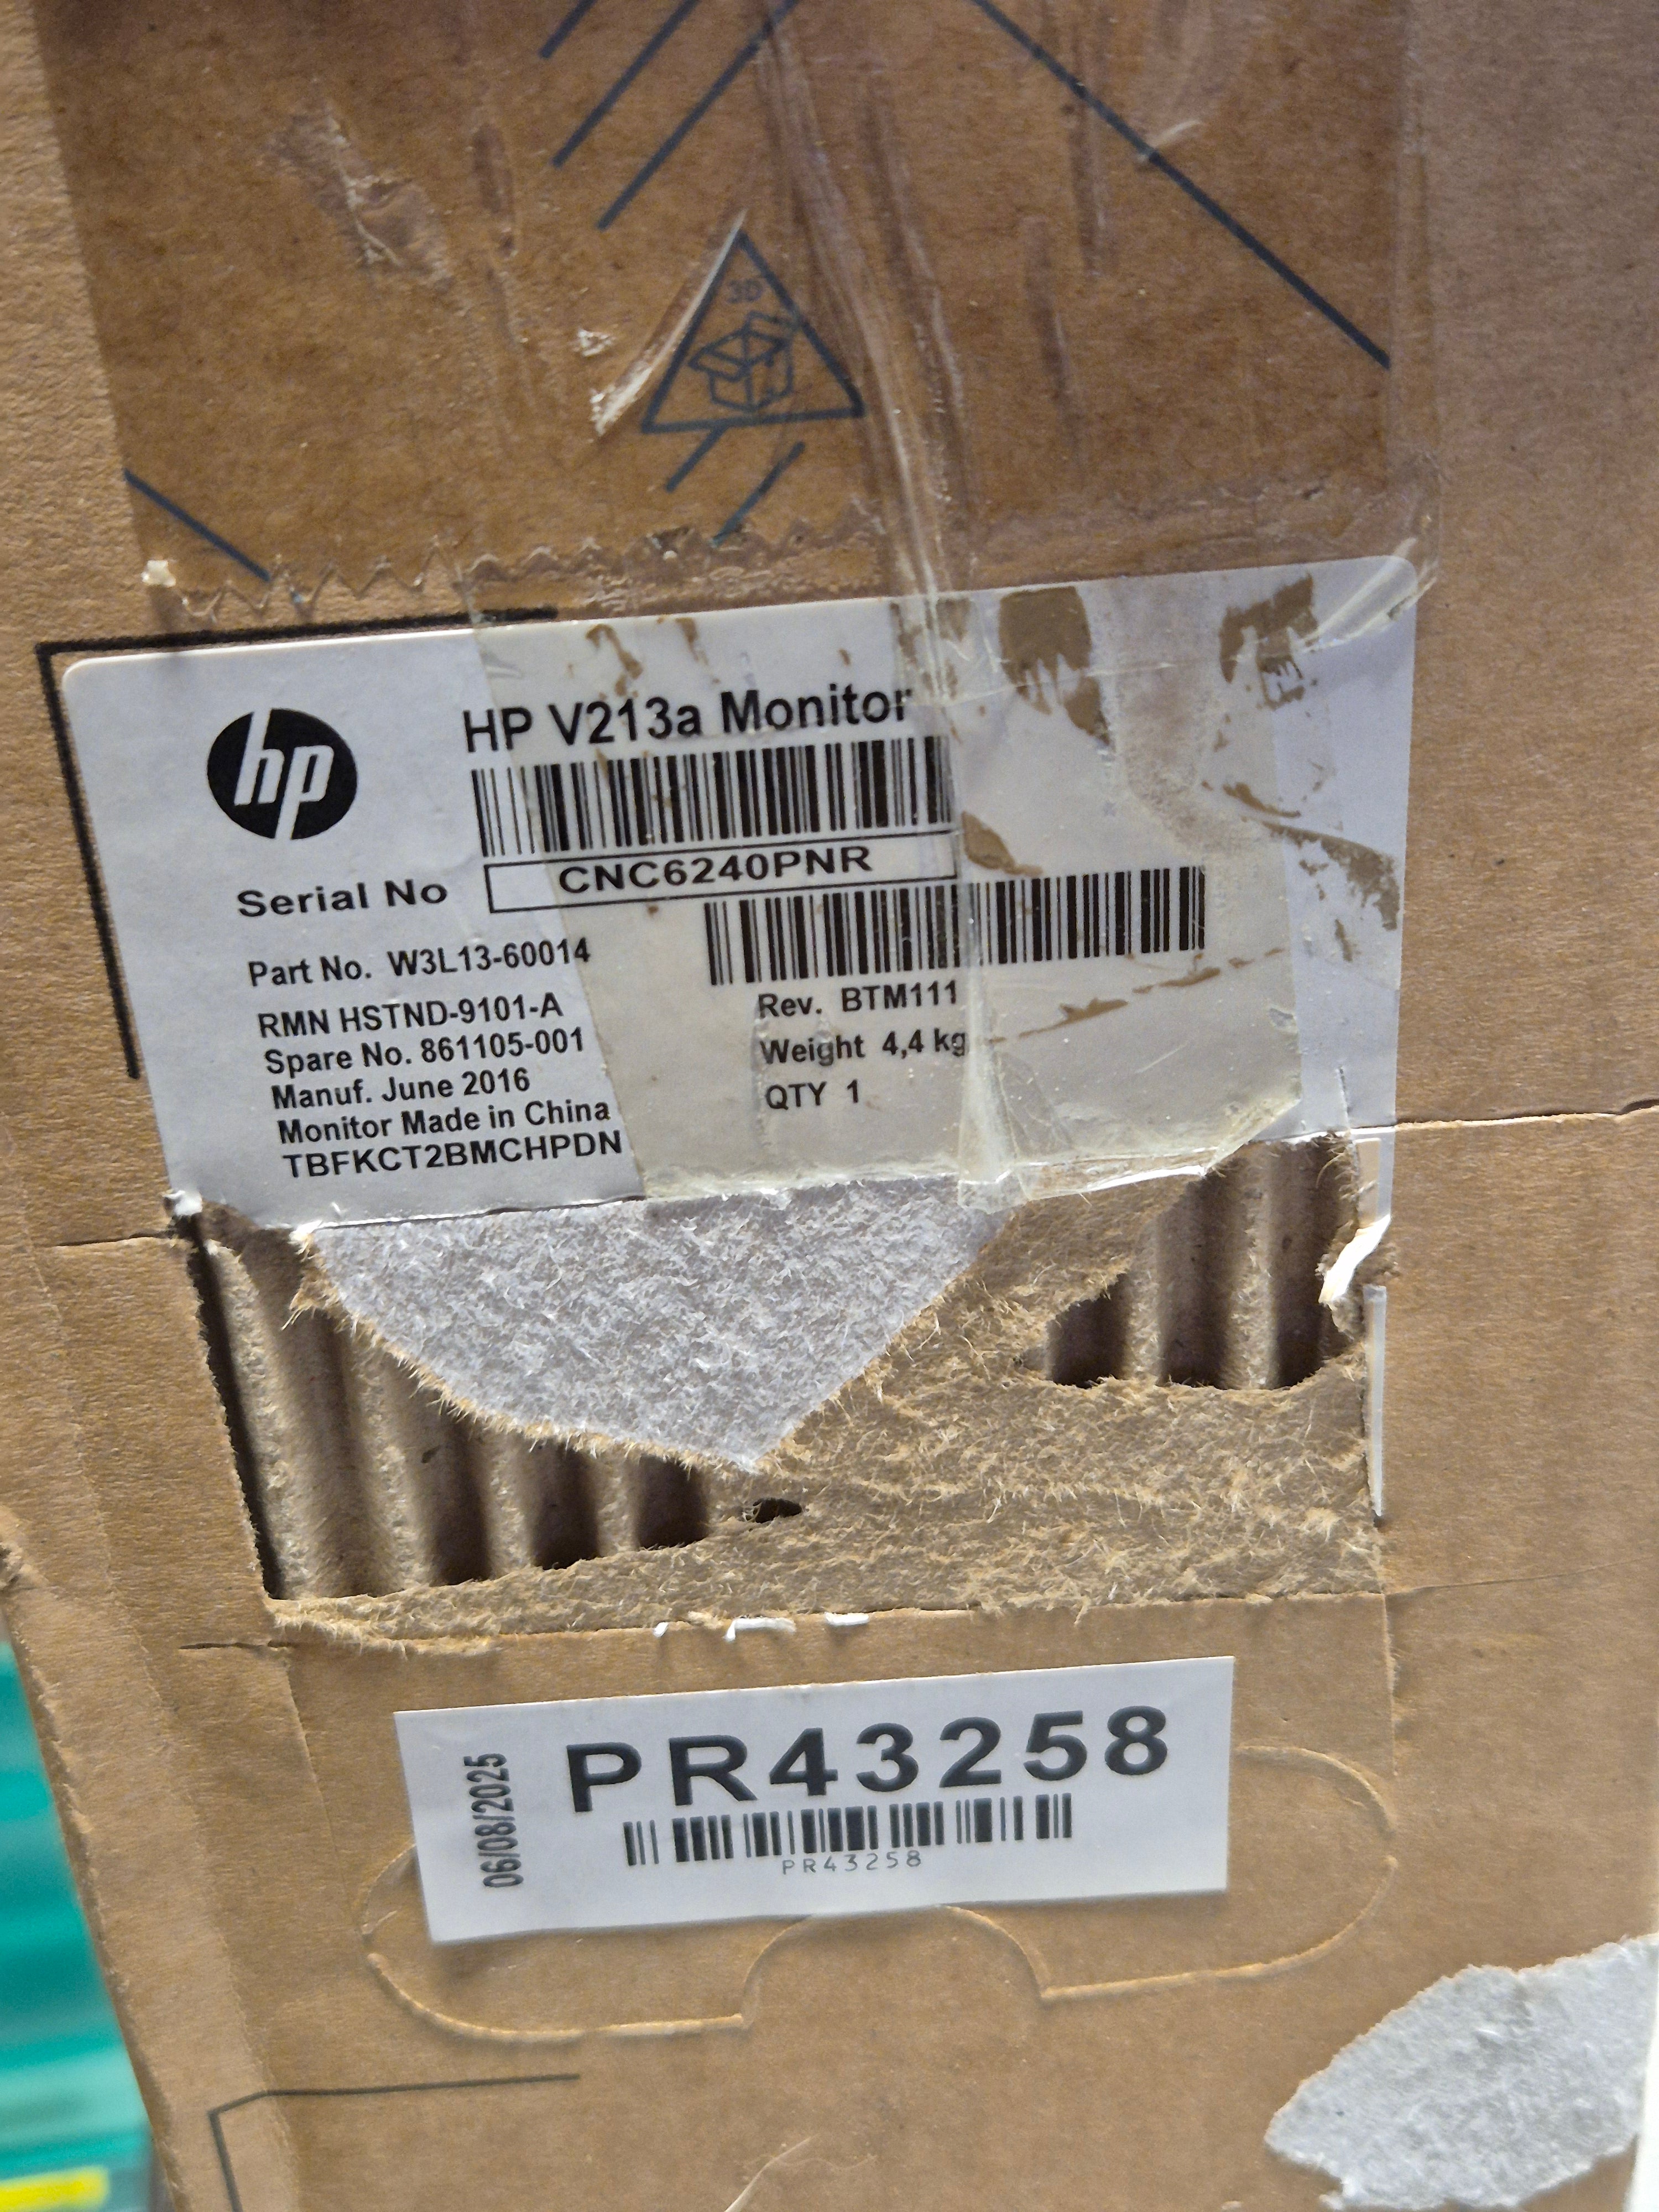 3D
hp
HP V213a Monitor
Serial No CNC6240PNR
Part No. W3L13-60014
RMN HSTND-9101-A
Spare No. 861105-001
Manuf. June 2016
Monitor Made in China
TBFKCT2BMCHPDN
Rev. BTM111
Weight 4,4 kg
QTY 1
06/08/2025
PR43258
PR43258